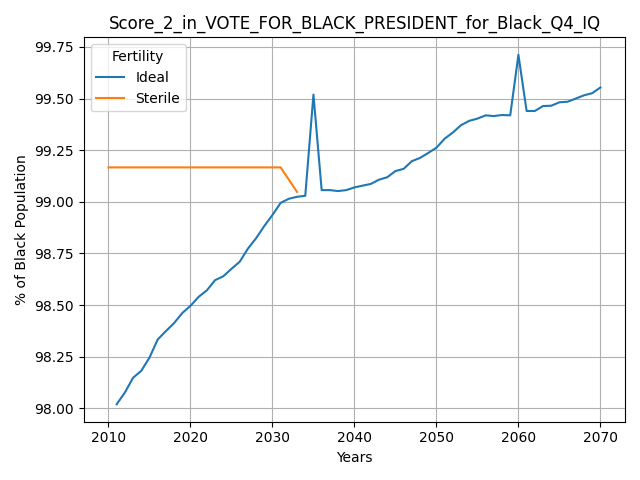 Score_2_in_VOTE_FOR_BLACK_PRESIDENT_for_Black_Q4_IQ
Fertility
Ideal
Sterile
% of Black Population
99.75
99.50
99.25
99.00
98.75
98.50
98.25
98.00
2010 2020 2030 2040 2050 2060 2070
Years